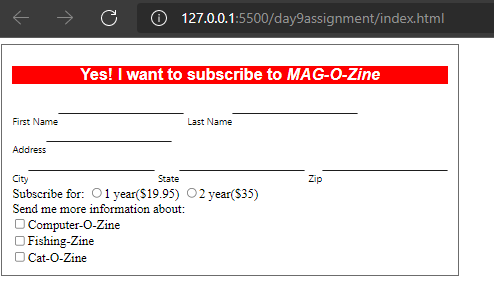 127.0.0.1:5500/day9assignment/index.html
Yes! I want to subscribe to MAG-O-Zine
First Name Last Name
Address
City State Zip
Subscribe for: 1 year($19.95) 2 year($35)
Send me more information about:
Computer-O-Zine
Fishing-Zine
Cat-O-Zine